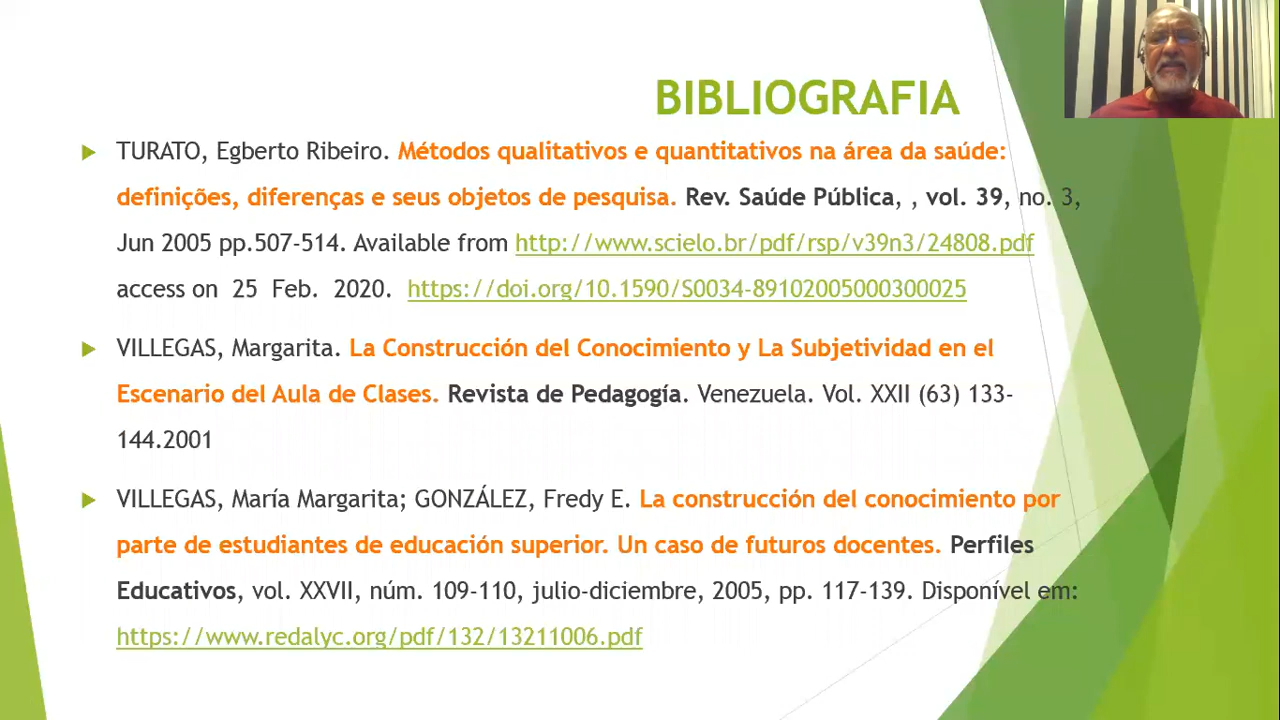 BIBLIOGRAFIA
TURATO, Egberto Ribeiro. Métodos qualitativos e quantitativos na área da saúde:
definições, diferenças e seus objetos de pesquisa. Rev. Saúde Pública, , vol. 39, no. 3,
Jun 2005 pp.507-514. Available from http://www.scielo.br/pdf/rsp/v39n3/24808.pdf
access on 25 Feb. 2020. https://doi.org/10.1590/S0034-89102005000300025
VILLEGAS, Margarita. La Construcción del Conocimiento y La Subjetividad en el
Escenario del Aula de Clases. Revista de Pedagogía. Venezuela. Vol. XXII (63) 133-
144.2001
VILLEGAS, María Margarita; GONZÁLEZ, Fredy E. La construcción del conocimiento por
parte de estudiantes de educación superior. Un caso de futuros docentes. Perfiles
Educativos, vol. XXVII, núm. 109-110, julio-diciembre, 2005, pp. 117-139. Disponível em:
https://www.redalyc.org/pdf/132/13211006.pdf